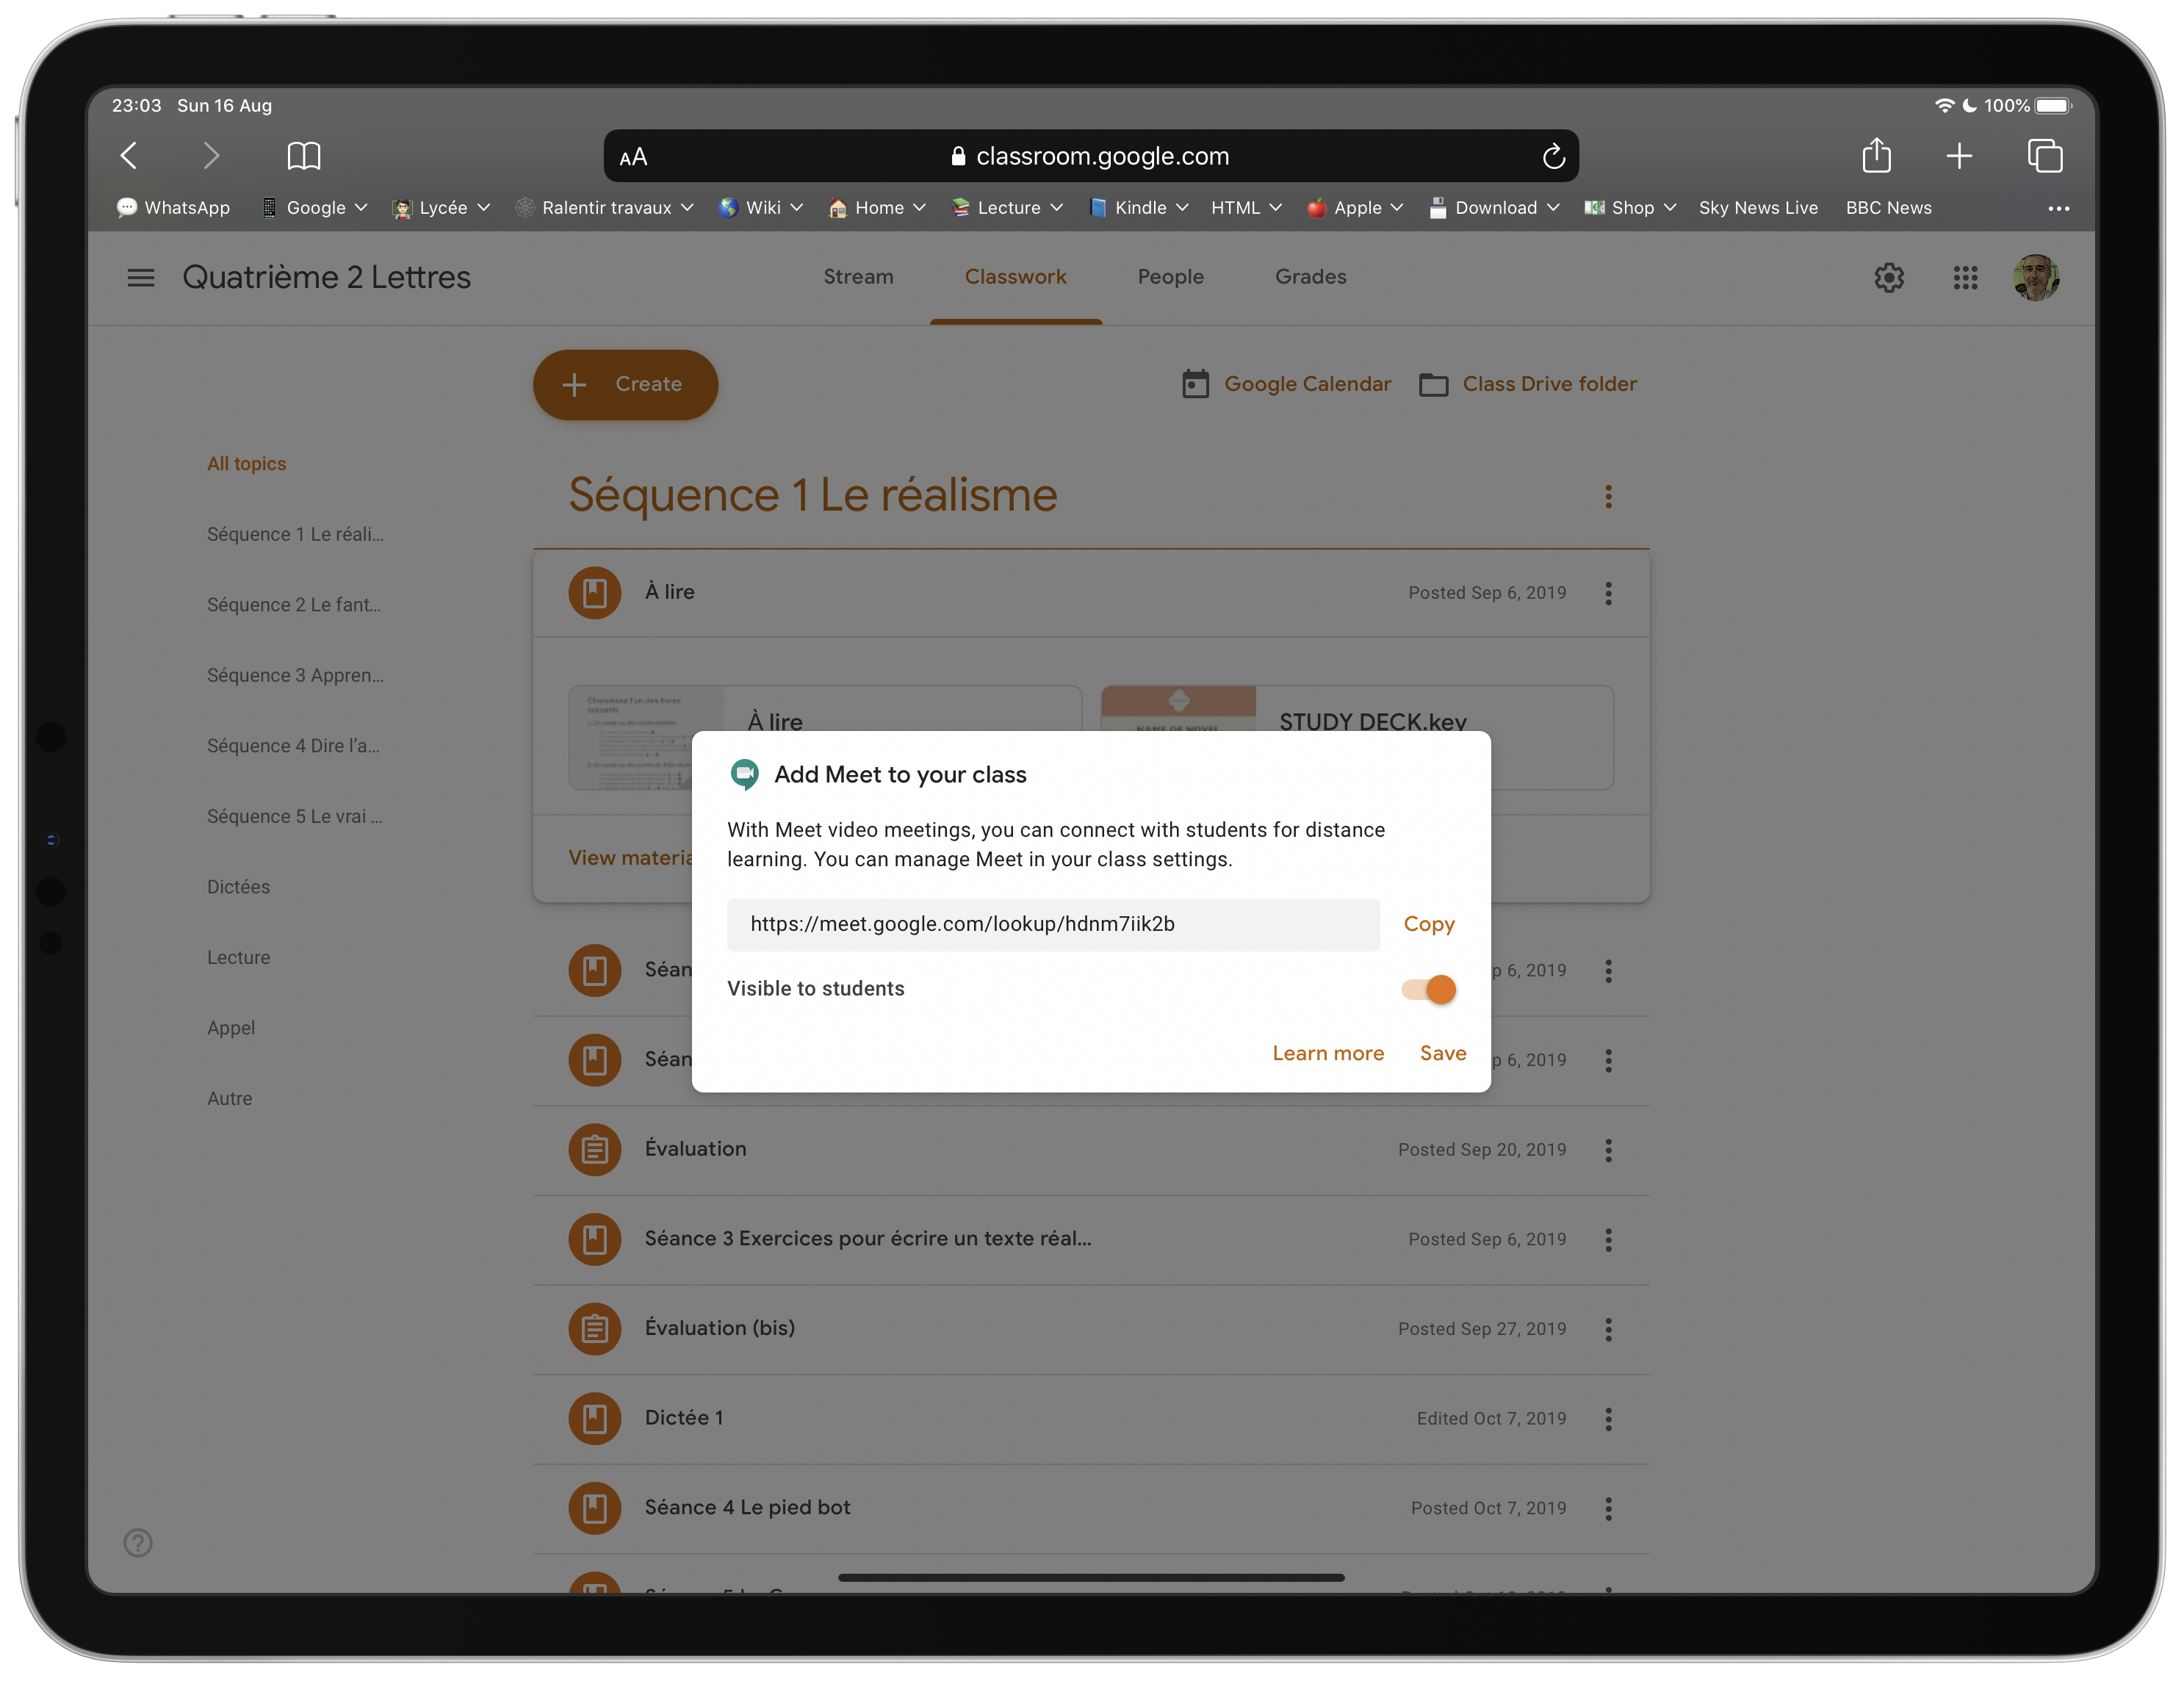 23:03 Sun 16 Aug
100%
AA classroom.google.com
WhatsApp Google Lycée Ralentir travaux Wiki Home Lecture Kindle HTML Apple Download Shop Sky News Live BBC News
Quatrième 2 Lettres
Stream Classwork People Grades
Create
Google Calendar Class Drive folder
All topics
Séquence 1 Le réali...
Séquence 2 Le fant...
Séquence 3 Appren...
Séquence 4 Dire l'a...
Séquence 5 Le vrai ...
Dictées
Lecture
Appel
Autre
Séquence 1 Le réalisme
À lire Posted Sep 6, 2019
Choisissez l'un des livres
suivants
À lire
NAME OF NOVEL
STUDY DECK.key
View materia
Add Meet to your class
With Meet video meetings, you can connect with students for distance
learning. You can manage Meet in your class settings.
https://meet.google.com/lookup/hdnm7iik2b Copy
Visible to students
Learn more Save
Séan p 6, 2019
Séan p 6, 2019
Évaluation Posted Sep 20, 2019
Séance 3 Exercices pour écrire un texte réal... Posted Sep 6, 2019
Évaluation (bis) Posted Sep 27, 2019
Dictée 1 Edited Oct 7, 2019
Séance 4 Le pied bot Posted Oct 7, 2019